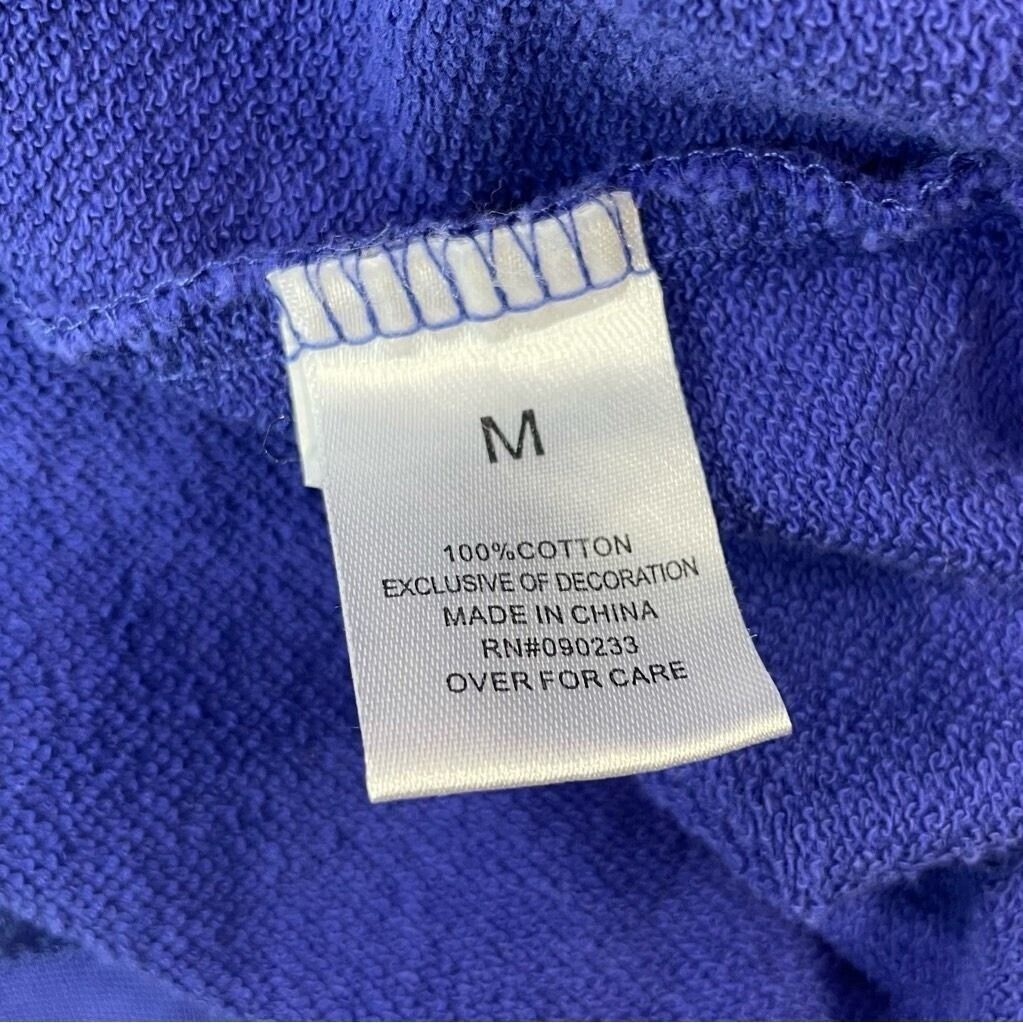 M
100%COTTON
EXCLUSIVE OF DECORATION
MADE IN CHINA
RN#090233
OVER FOR CARE